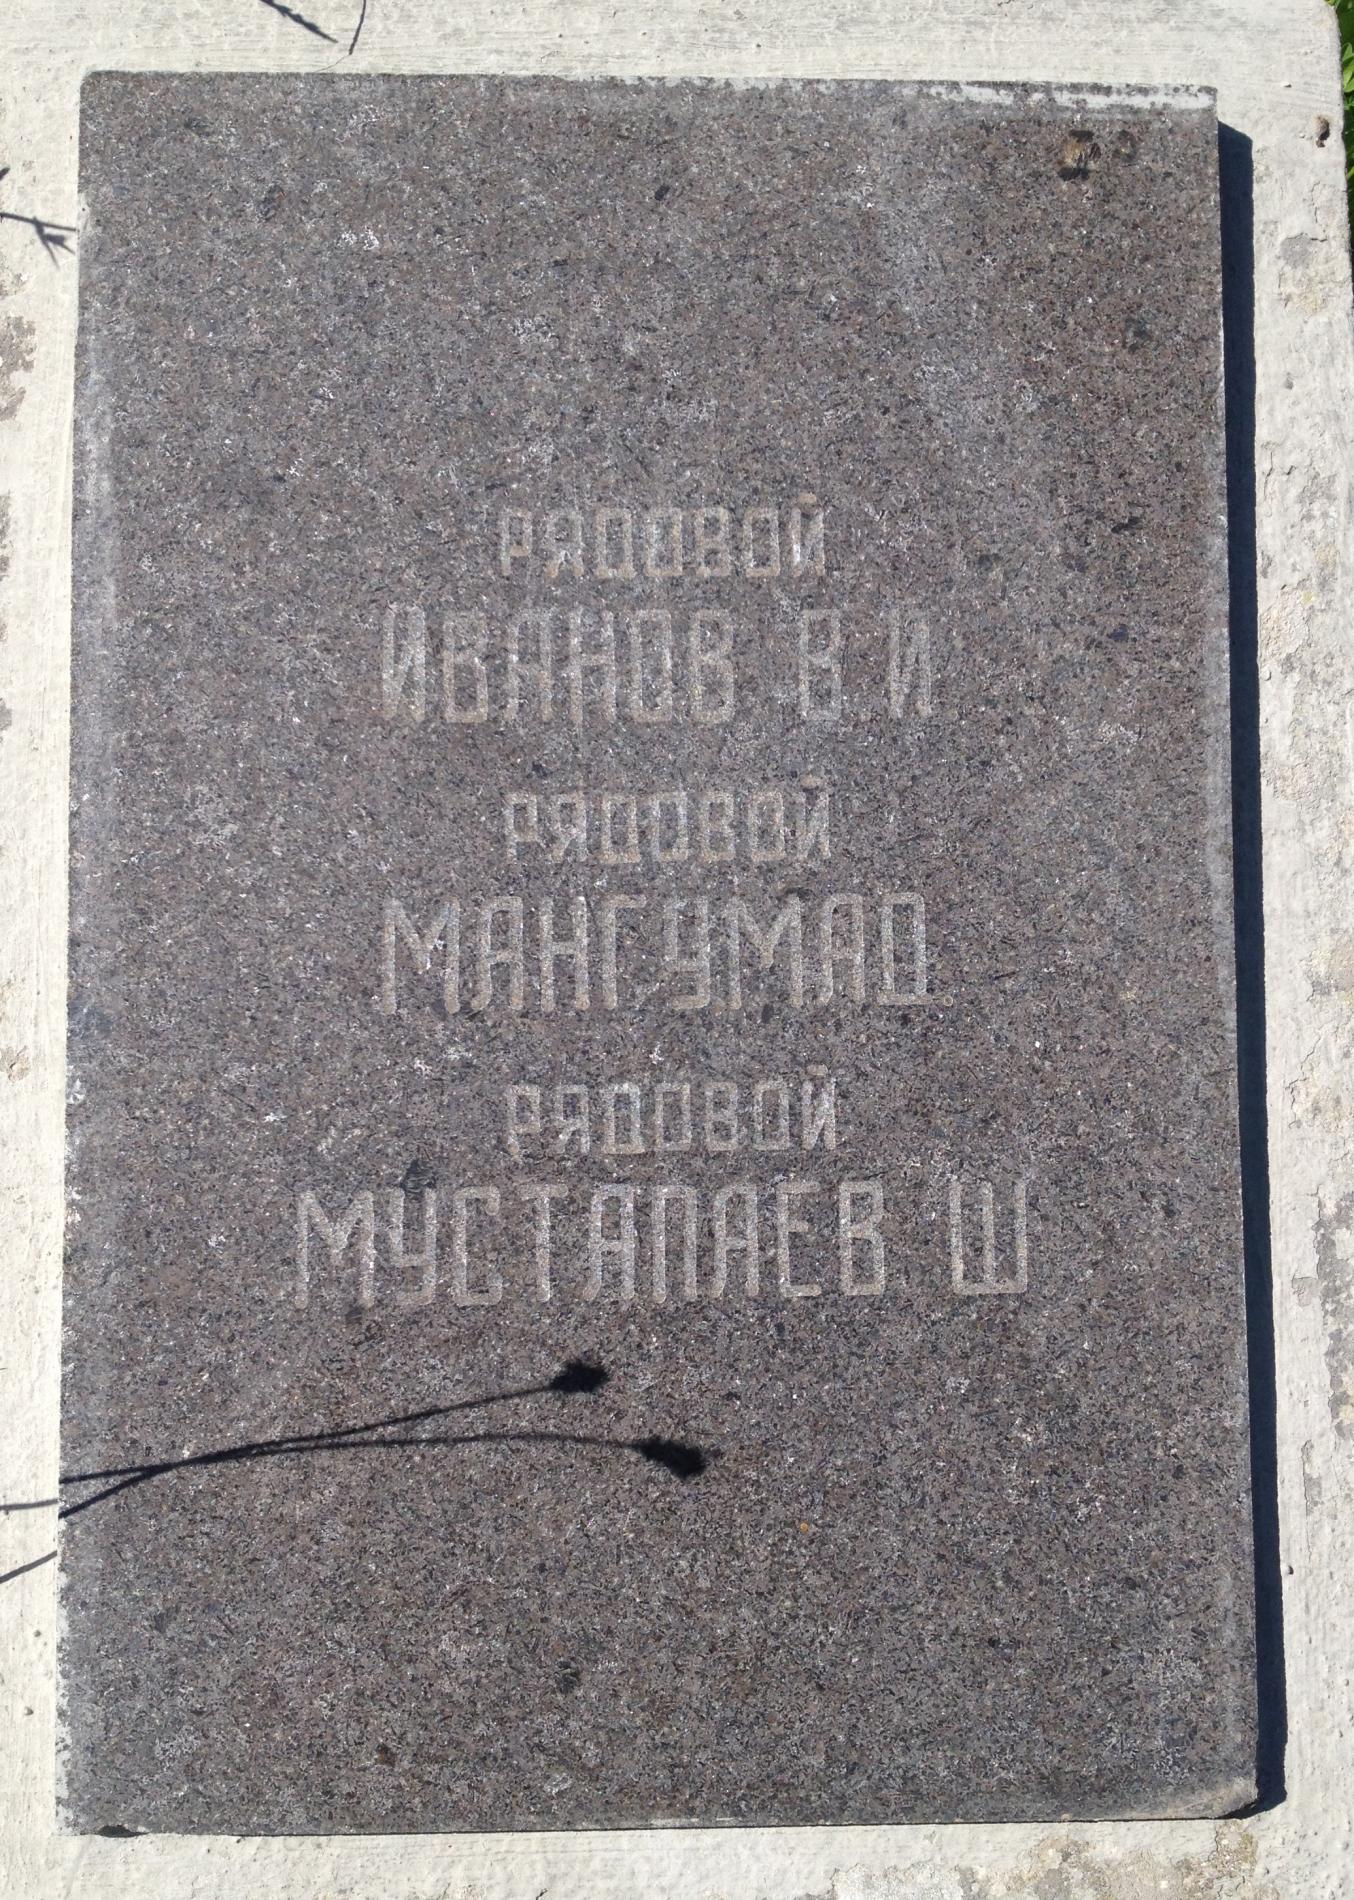 РЯДОВОЙ
ИВАНОВ В И
РЯДОВОЙ
МАНГУМАД.
РЯДОВОЙ
МУСТАПАЕВ Ш